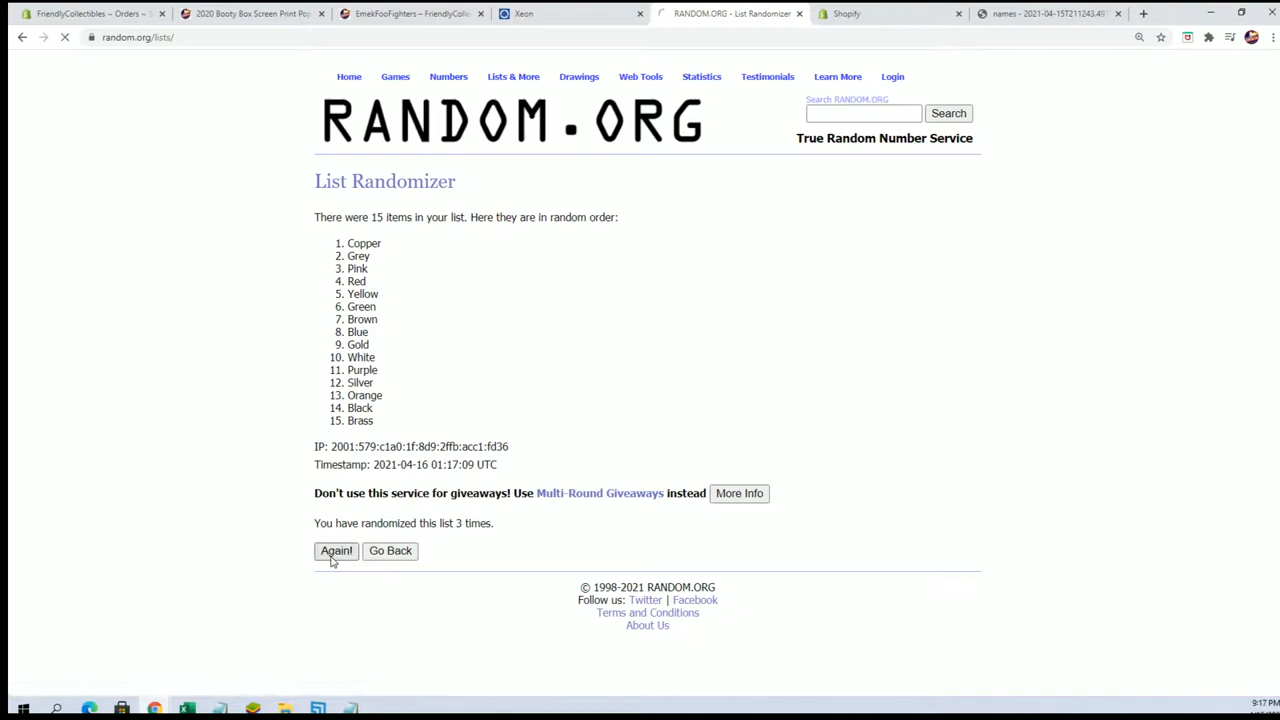 FriendlyCollectibles ~ Orders ~ S
2020 Booty Box Screen Print Pop
EmekFooFighters – FriendlyColle
Xeon
RANDOM.ORG - List Randomizer
Shopify
names - 2021-04-15T211243.49
random.org/lists/
Home Games Numbers Lists & More Drawings Web Tools Statistics Testimonials Learn More Login
RANDOM.ORG
Search RANDOM.ORG
Search
True Random Number Service
List Randomizer
There were 15 items in your list. Here they are in random order:
1. Copper
2. Grey
3. Pink
4. Red
5. Yellow
6. Green
7. Brown
8. Blue
9. Gold
10. White
11. Purple
12. Silver
13. Orange
14. Black
15. Brass
IP: 2001:579:c1a0:1f:8d9:2ffb:acc1:fd36
Timestamp: 2021-04-16 01:17:09 UTC
Don't use this service for giveaways! Use Multi-Round Giveaways instead More Info
You have randomized this list 3 times.
Again! Go Back
© 1998-2021 RANDOM.ORG
Follow us: Twitter | Facebook
Terms and Conditions
About Us
9:17 PM